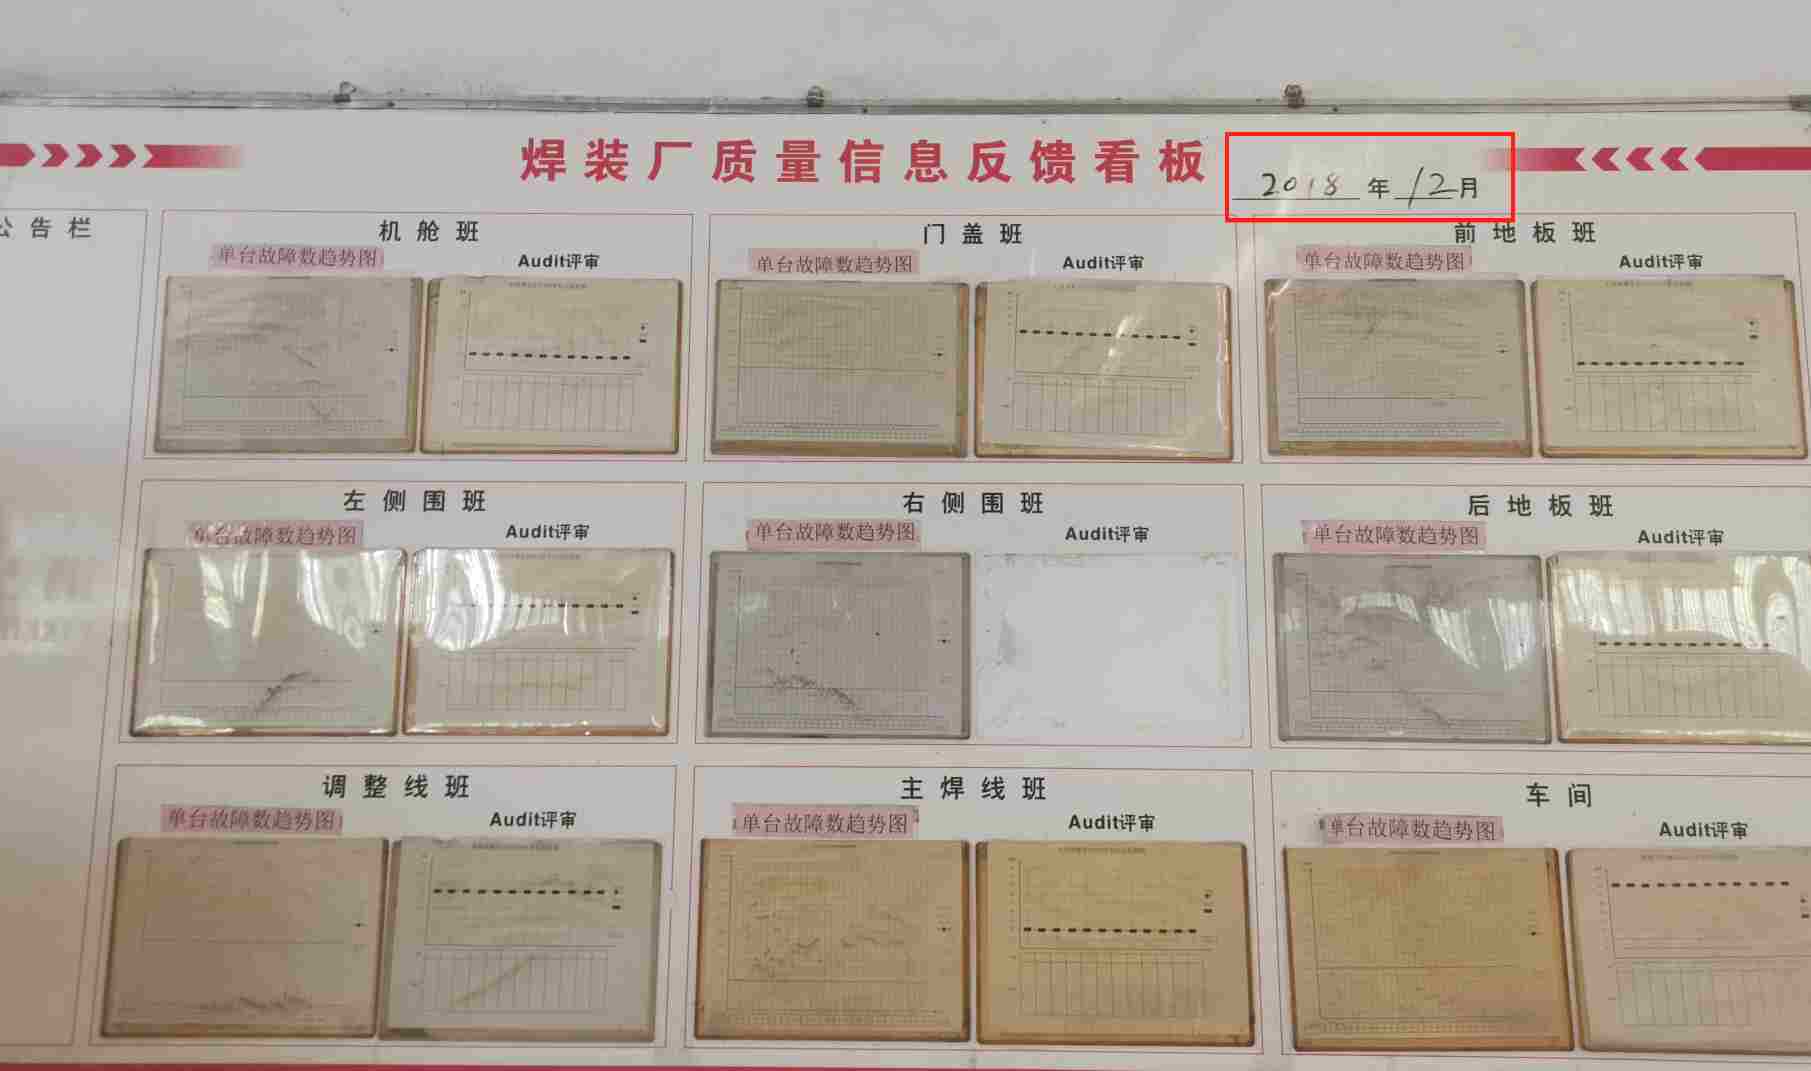 焊装厂质量信息反馈看板
2018 年 12 月
公告栏
机舱班
单台故障数趋势图 Audit评审
门盖班
单台故障数趋势图 Audit评审
前地板班
单台故障数趋势图 Audit评审
左侧围班
单台故障数趋势图 Audit评审
右侧围班
单台故障数趋势图 Audit评审
后地板班
单台故障数趋势图 Audit评审
调整线班
单台故障数趋势图 Audit评审
主焊线班
单台故障数趋势图 Audit评审
车间
单台故障数趋势图 Audit评审